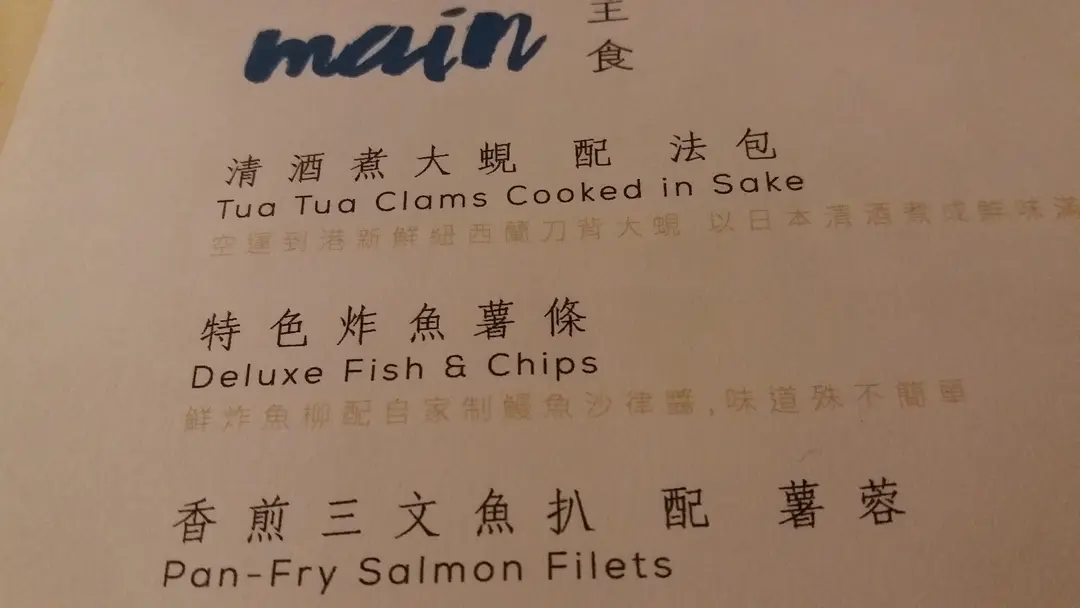 main 主食
清酒煮大蜆 配 法包
Tua Tua Clams Cooked in Sake
空運到港新鮮紐西蘭刀背大蜆 以日本清酒煮成鮮味滿
特色炸魚薯條
Deluxe Fish & Chips
鮮炸魚柳配自家制鰻魚沙律醬,味道殊不簡單
香煎三文魚扒 配 薯蓉
Pan-Fry Salmon Filets